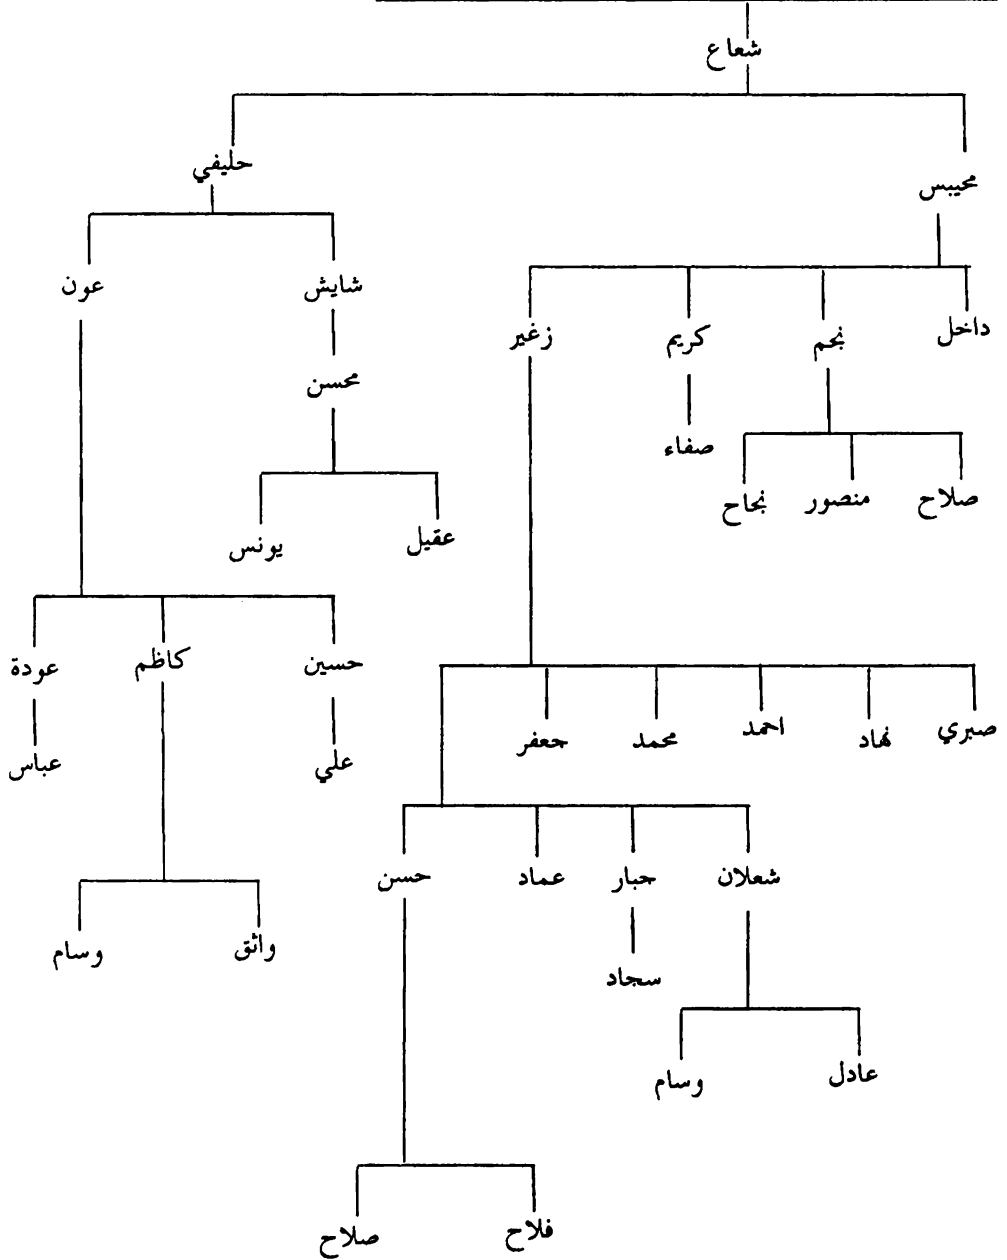 شعاع
حليفي
محيبس
عون
شايش
داخل
نجم
كريم
زغير
محسن
صفاء
صلاح
منصور
نجاح
عقيل
يونس
حسين
كاظم
عودة
صبري
نهاد
احمد
محمد
جعفر
علي
عباس
شعلان
جبار
عماد
حسن
واثق
وسام
سجاد
عادل
وسام
فلاح
صلاح